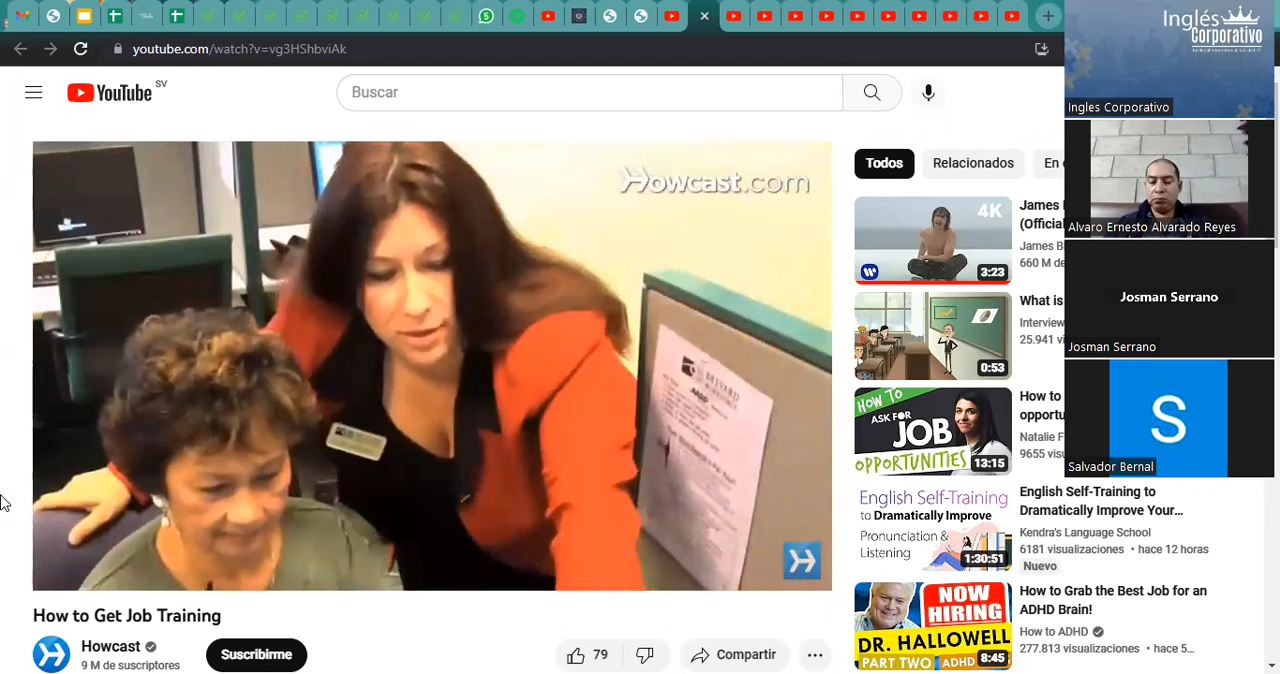 5
youtube.com/watch?v=vg3HShbviAk
YouTube SV
Buscar
Howcast.com
How to Get Job Training
Howcast
9 M de suscriptores
Suscribirme
79
Compartir
Todos
Relacionados
En
4K
3:23
James
(Official
James B
660 M de
0:53
What is
Interview
25.941 vi
HOW TO
ASK FOR
JOB
OPPORTUNITIES
13:15
How to
opportu
Natalie F
9655 visu
English Self-Training
to Dramatically Improve
Pronunciation &
Listening
1:30:51
English Self-Training to
Dramatically Improve Your…
Kendra's Language School
6181 visualizaciones • hace 12 horas
Nuevo
NOW
HIRING
DR. HALLOWELL
PART TWO
ADHD
8:45
How to Grab the Best Job for an
ADHD Brain!
How to ADHD
277.813 visualizaciones • hace 5…
Inglés
Corporativo
Ingles Corporativo
Alvaro Ernesto Alvarado Reyes
Josman Serrano
Josman Serrano
S
Salvador Bernal